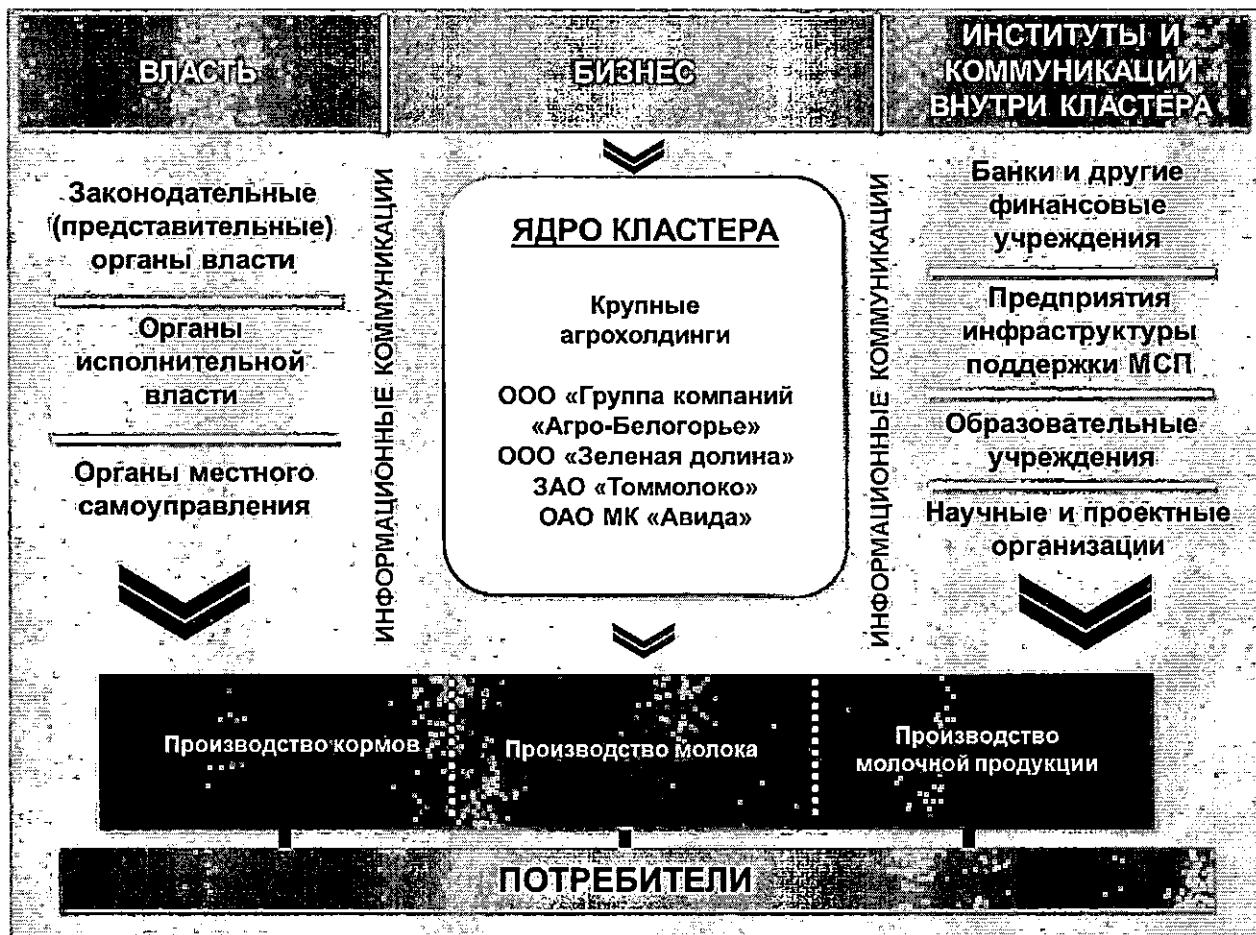 ВЛАСТЬ
БИЗНЕС
ИНСТИТУТЫ И
КОММУНИКАЦИИ
ВНУТРИ КЛАСТЕРА
Законодательные
(представительные)
органы власти
Органы
исполнительной
власти
Органы местного
самоуправления
ИНФОРМАЦИОННЫЕ КОММУНИКАЦИИ
ЯДРО КЛАСТЕРА
Крупные
агрохолдинги
ООО «Группа компаний
«Агро-Белогорье»
ООО «Зеленая долина»
ЗАО «Томмолоко»
ОАО МК «Авида»
ИНФОРМАЦИОННЫЕ КОММУНИКАЦИИ
Банки и другие
финансовые
учреждения
Предприятия
инфраструктуры
поддержки МСП
Образовательные
учреждения
Научные и проектные
организации
Производство кормов
Производство молока
Производство
молочной продукции
ПОТРЕБИТЕЛИ